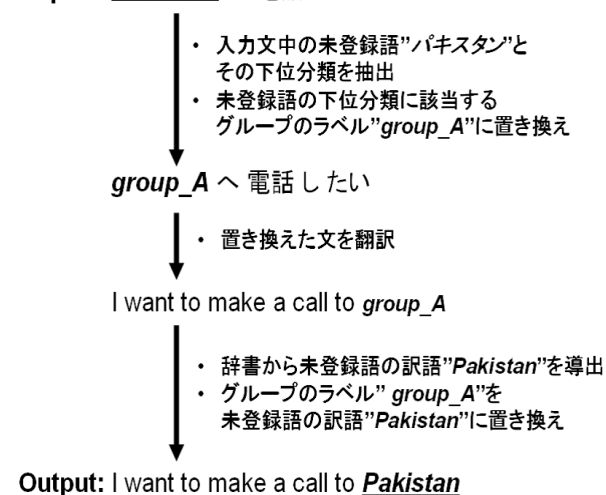 ・ 入力文中の未登録語”パキスタン”と
その下位分類を抽出
・ 未登録語の下位分類に該当する
グループのラベル”group_A”に置き換え
group_A へ 電話 し たい
・ 置き換えた文を翻訳
I want to make a call to group_A
・ 辞書から未登録語の訳語”Pakistan”を導出
・ グループのラベル” group_A”を
未登録語の訳語”Pakistan”に置き換え
Output: I want to make a call to Pakistan